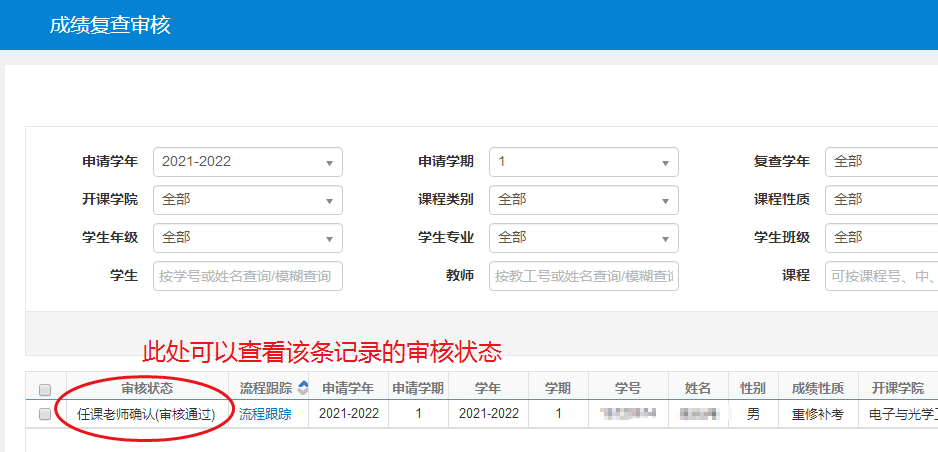 成绩复查审核
申请学年 2021-2022 申请学期 1 复查学年 全部
开课学院 全部 课程类别 全部 课程性质 全部
学生年级 全部 学生专业 全部 学生班级 全部
学生 按学号或姓名查询/模糊查询 教师 按教工号或姓名查询/模糊查询 课程 可按课程号、中、
此处可以查看该条记录的审核状态
审核状态 流程跟踪 申请学年 申请学期 学年 学期 学号 姓名 性别 成绩性质 开课学院
任课老师确认(审核通过) 流程跟踪 2021-2022 1 2021-2022 1 男 重修补考 电子与光学